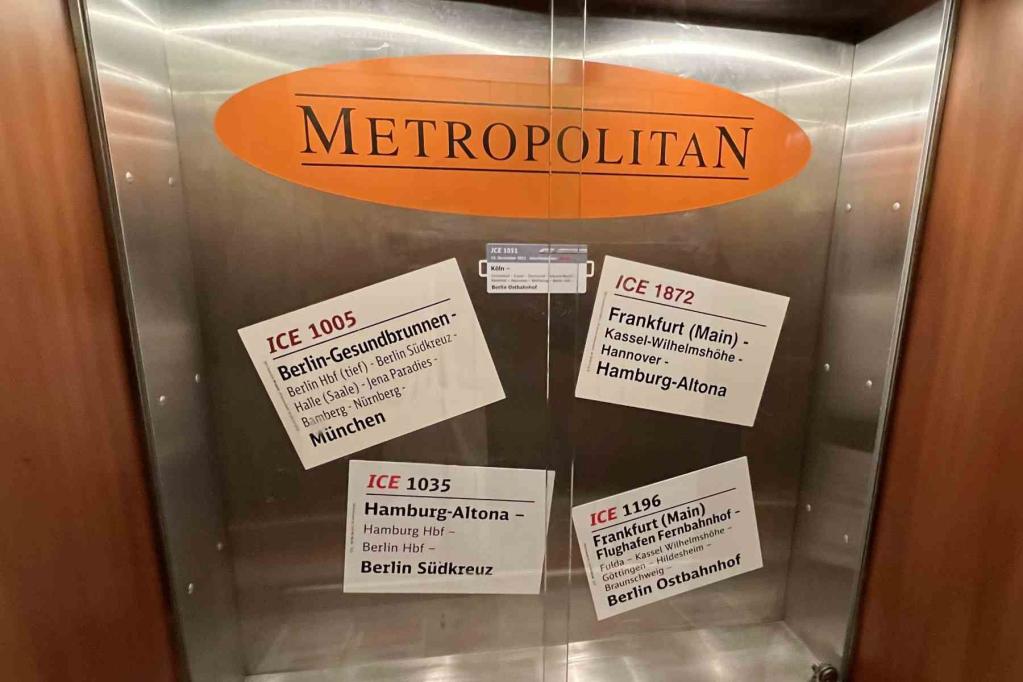 METROPOLITAN
ICE 1051
Köln –
Berlin Ostbahnhof
ICE 1005
Berlin-Gesundbrunnen -
Berlin Hbf (tief) - Berlin Südkreuz -
Halle (Saale) - Jena Paradies -
Bamberg - Nürnberg -
München
ICE 1872
Frankfurt (Main) -
Kassel-Wilhelmshöhe -
Hannover -
Hamburg-Altona
ICE 1035
Hamburg-Altona –
Hamburg Hbf –
Berlin Hbf –
Berlin Südkreuz
ICE 1196
Frankfurt (Main)
Flughafen Fernbahnhof -
Fulda – Kassel Wilhelmshöhe –
Göttingen – Hildesheim –
Braunschweig –
Berlin Ostbahnhof